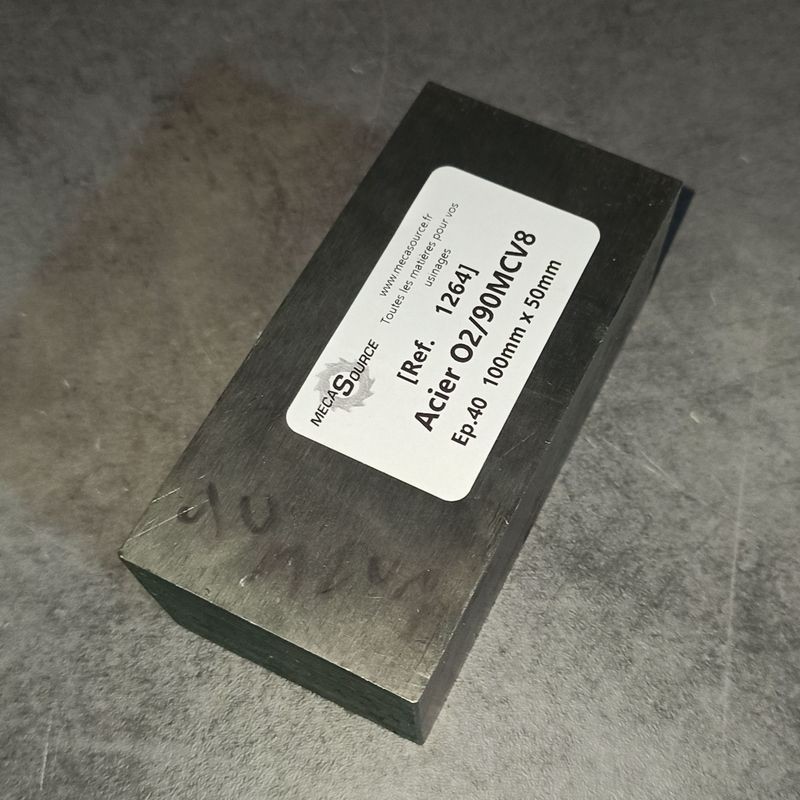 MECASOURCE
www.mecasource.fr
Toutes les matières pour vos
usinages
[Ref. 1264]
Acier O2/90MCV8
Ep.40 100mm x 50mm
90